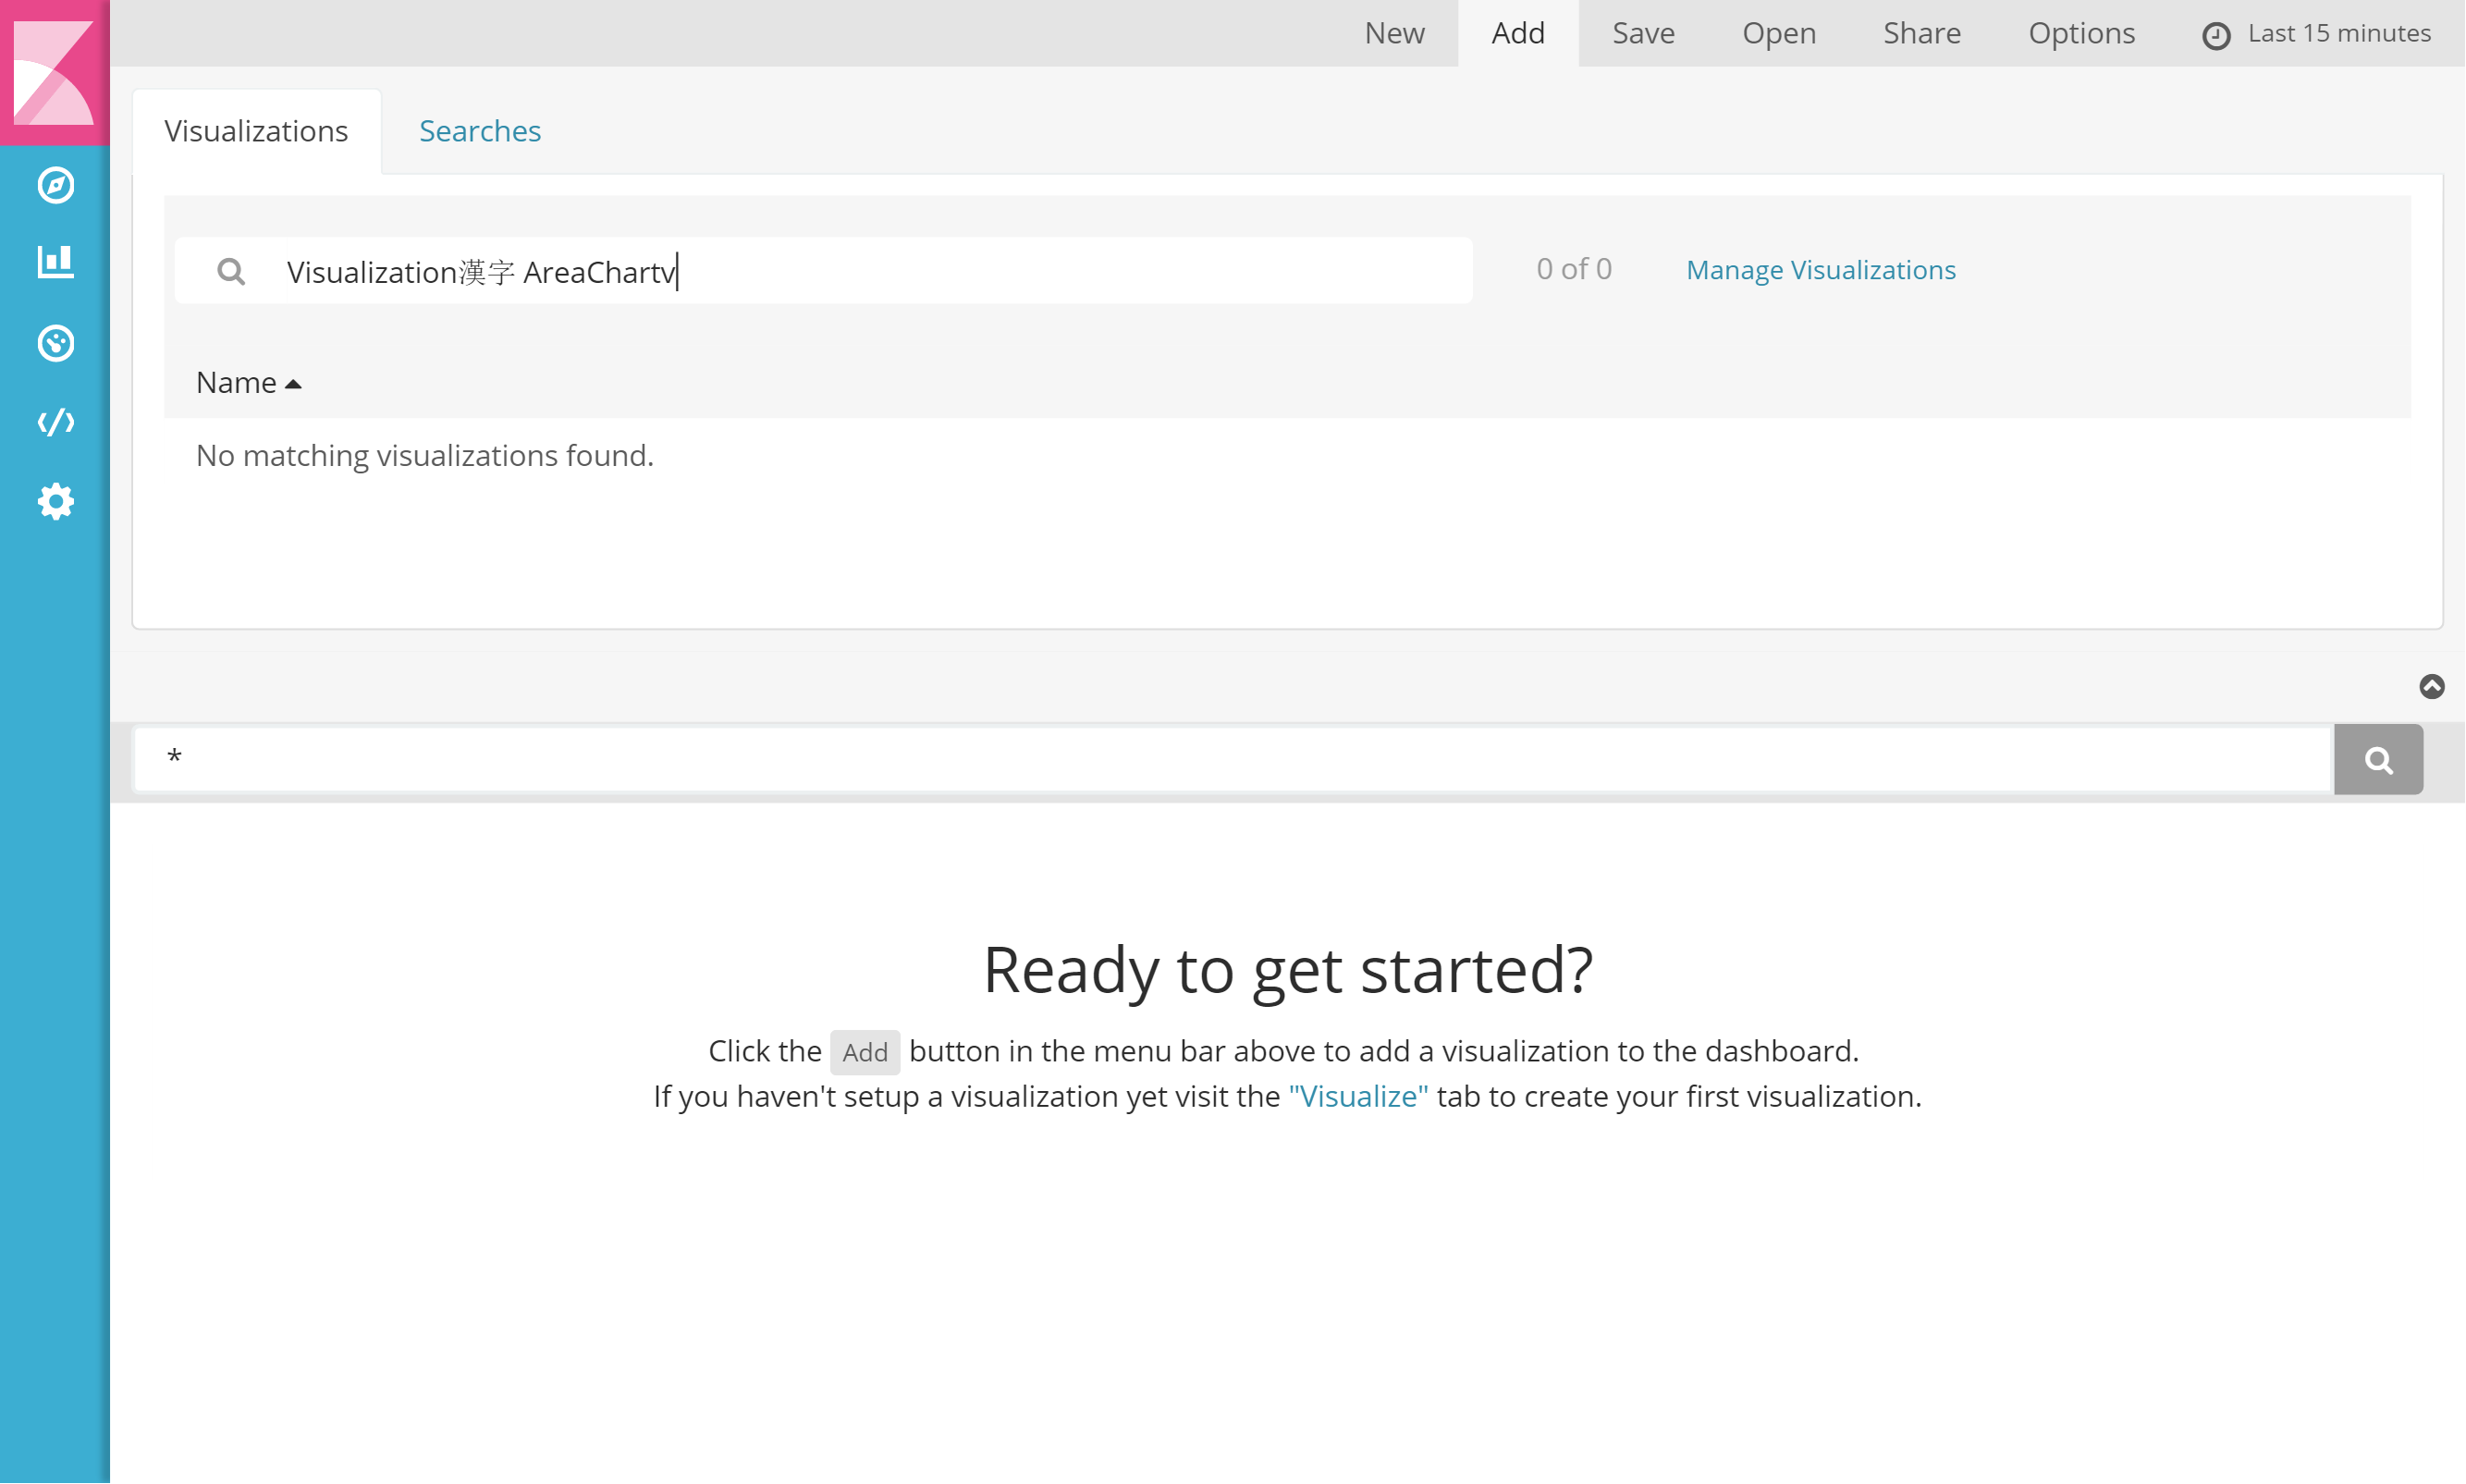 New Add Save Open Share Options Last 15 minutes
Visualizations Searches
Visualization漢字 AreaChartv 0 of 0 Manage Visualizations
Name
No matching visualizations found.
*
Ready to get started?
Click the Add button in the menu bar above to add a visualization to the dashboard.
If you haven't setup a visualization yet visit the "Visualize" tab to create your first visualization.